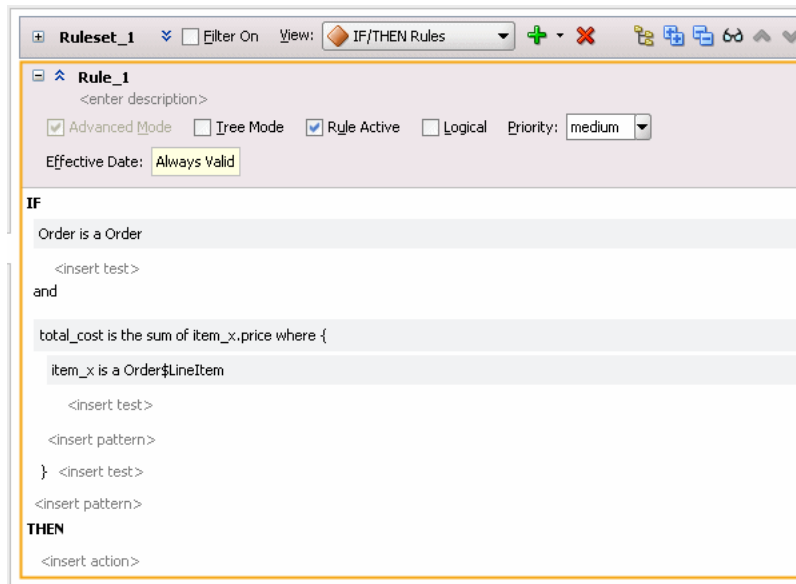 Ruleset_1 Filter On View: IF/THEN Rules
Rule_1
<enter description>
Advanced Mode Tree Mode Rule Active Logical Priority: medium
Effective Date: Always Valid
IF
Order is a Order
<insert test>
and
total_cost is the sum of item_x.price where {
item_x is a Order$LineItem
<insert test>
<insert pattern>
} <insert test>
<insert pattern>
THEN
<insert action>